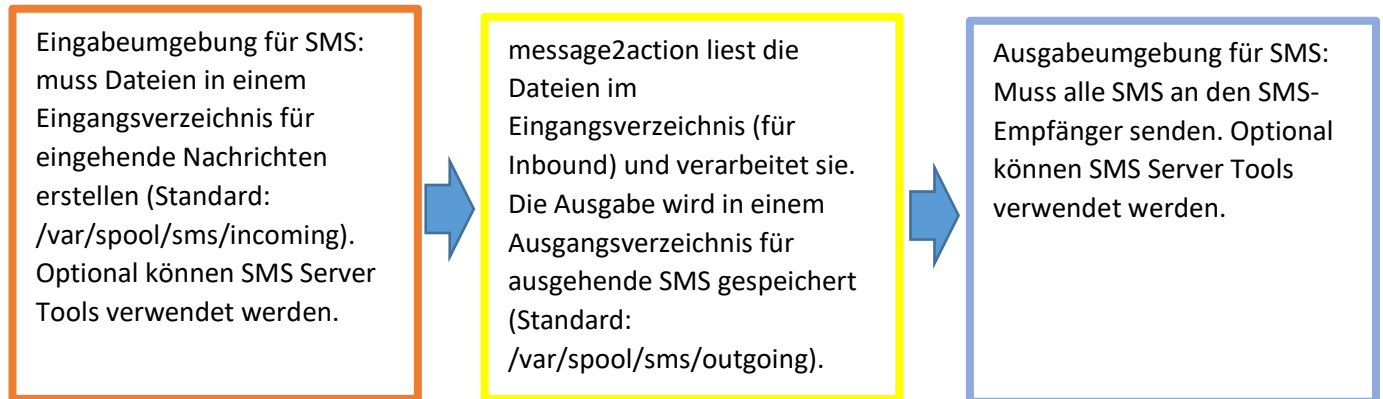 Eingabeumgebung für SMS:
muss Dateien in einem
Eingangsverzeichnis für
eingehende Nachrichten
erstellen (Standard:
/var/spool/sms/incoming).
Optional können SMS Server
Tools verwendet werden.
message2action liest die
Dateien im
Eingangsverzeichnis (für
Inbound) und verarbeitet sie.
Die Ausgabe wird in einem
Ausgangsverzeichnis für
ausgehende SMS gespeichert
(Standard:
/var/spool/sms/outgoing).
Ausgabeumgebung für SMS:
Muss alle SMS an den SMS-
Empfänger senden. Optional
können SMS Server Tools
verwendet werden.